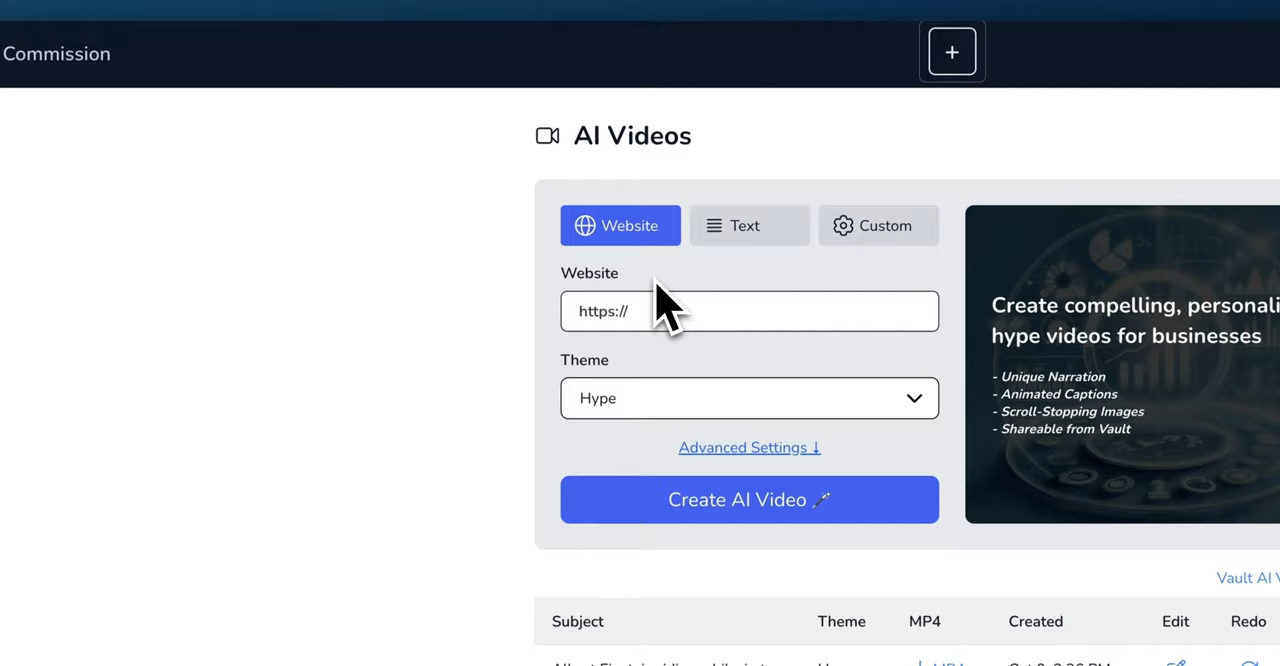 Commission
+
AI Videos
Website
Text
Custom
Website
https://
Theme
Hype
Advanced Settings ↓
Create AI Video 🪄
Create compelling,
hype videos for businesses
- Unique Narration
- Animated Captions
- Scroll-Stopping Images
- Shareable from Vault
Vault AI
Subject Theme MP4 Created Edit Redo
MP4